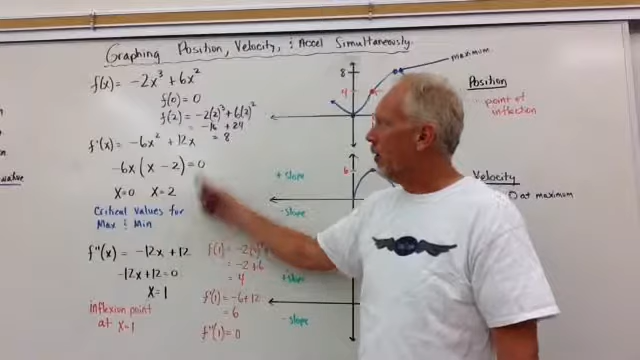 Graphing Position, Velocity, & Accel Simultaneously.
f(x) = -2x³ + 6x²
f(0) = 0
f(2) = -2(2)³ + 6(2)²
= -16 + 24
= 8
f'(x) = -6x² + 12x
-6x(x - 2) = 0
x=0 x=2
Critical Values for
Max & Min
f"(x) = -12x + 12
-12x + 12 = 0
x=1
inflexion point
at x=1
f(1) = -2(1)³
= -2+6
= 4
f'(1) = -6+12
= 6
f"(1) = 0
8
4
maximum
Position
point of
inflection
6
+ slope
- slope
Velocity
0 at maximum
+ slope
- slope